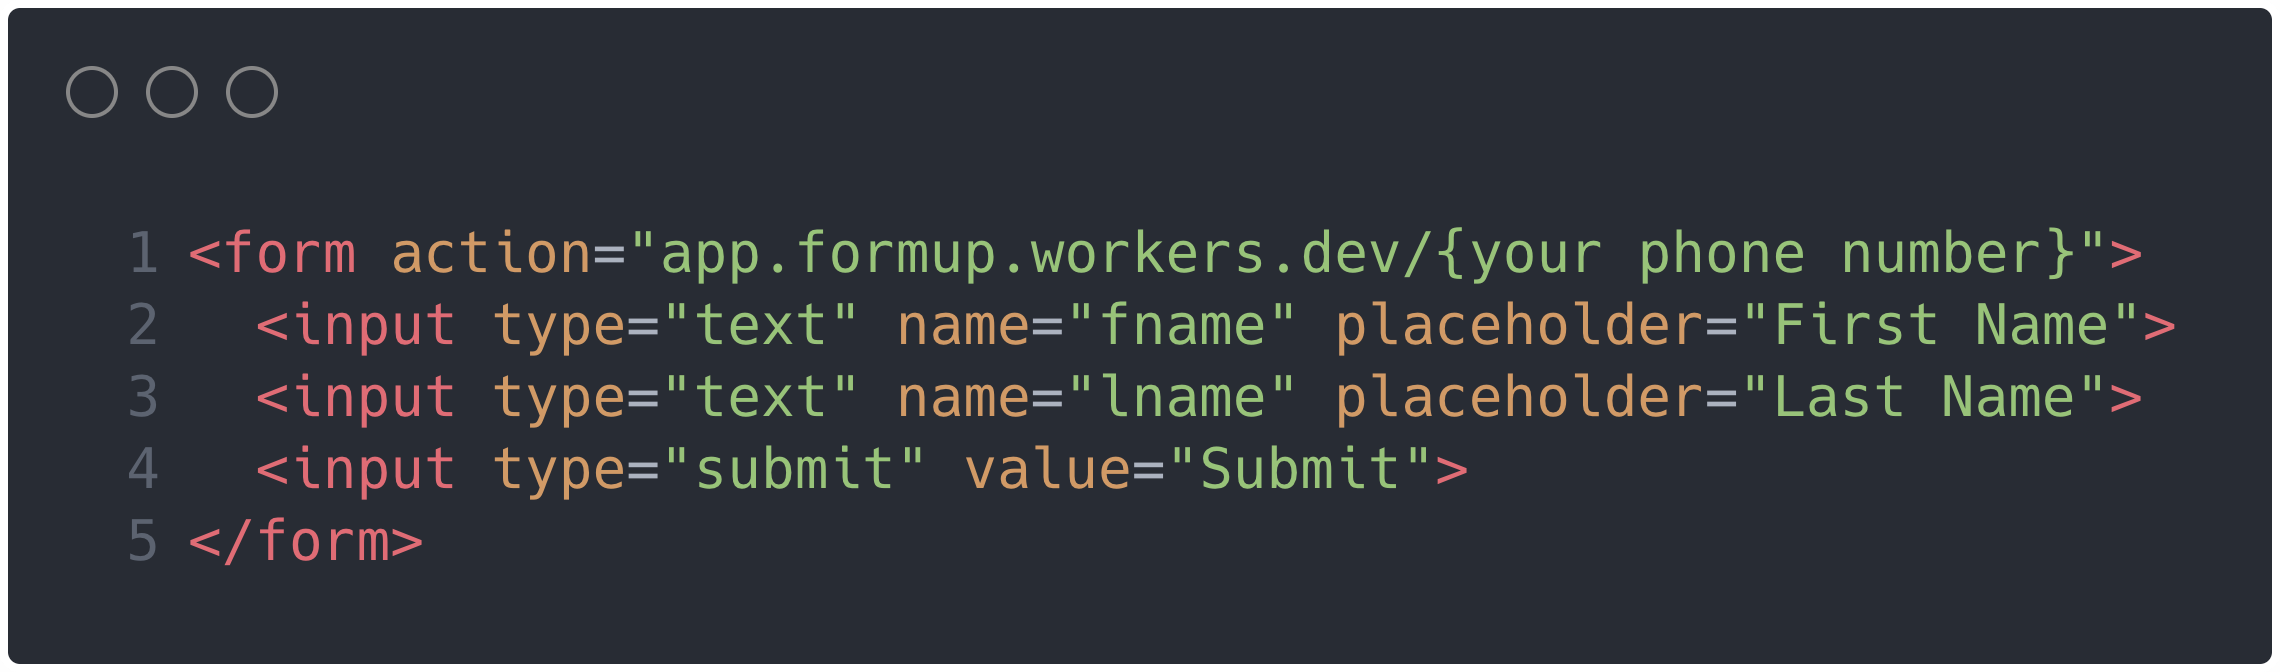 1 <form action="app.formup.workers.dev/{your phone number}">
2   <input type="text" name="fname" placeholder="First Name">
3   <input type="text" name="lname" placeholder="Last Name">
4   <input type="submit" value="Submit">
5 </form>